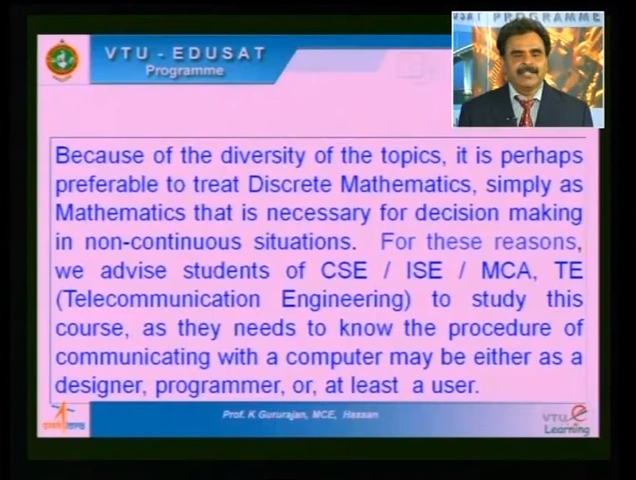 VTU - EDUSAT
Programme
USAT PROGRAMME
Because of the diversity of the topics, it is perhaps
preferable to treat Discrete Mathematics, simply as
Mathematics that is necessary for decision making
in non-continuous situations. For these reasons,
we advise students of CSE / ISE / MCA, TE
(Telecommunication Engineering) to study this
course, as they needs to know the procedure of
communicating with a computer may be either as a
designer, programmer, or, at least a user.
Prof. K Gururajan, MCE, Hassan
VTU e
Learning